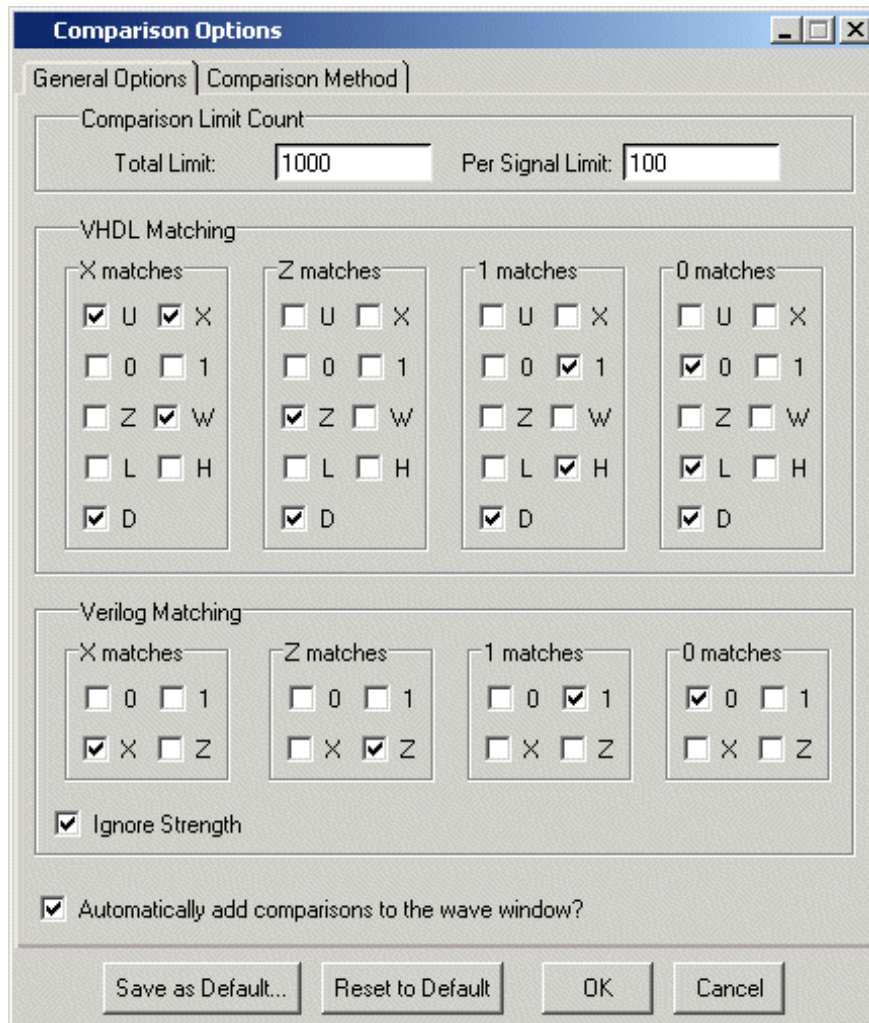 Comparison Options
General Options Comparison Method
Comparison Limit Count
Total Limit: 1000 Per Signal Limit: 100
VHDL Matching
X matches Z matches 1 matches 0 matches
U X U X U X U X
0 1 0 1 0 1 0 1
Z W Z W Z W Z W
L H L H L H L H
D D D D
Verilog Matching
X matches Z matches 1 matches 0 matches
0 1 0 1 0 1 0 1
X Z X Z X Z X Z
Ignore Strength
Automatically add comparisons to the wave window?
Save as Default... Reset to Default OK Cancel